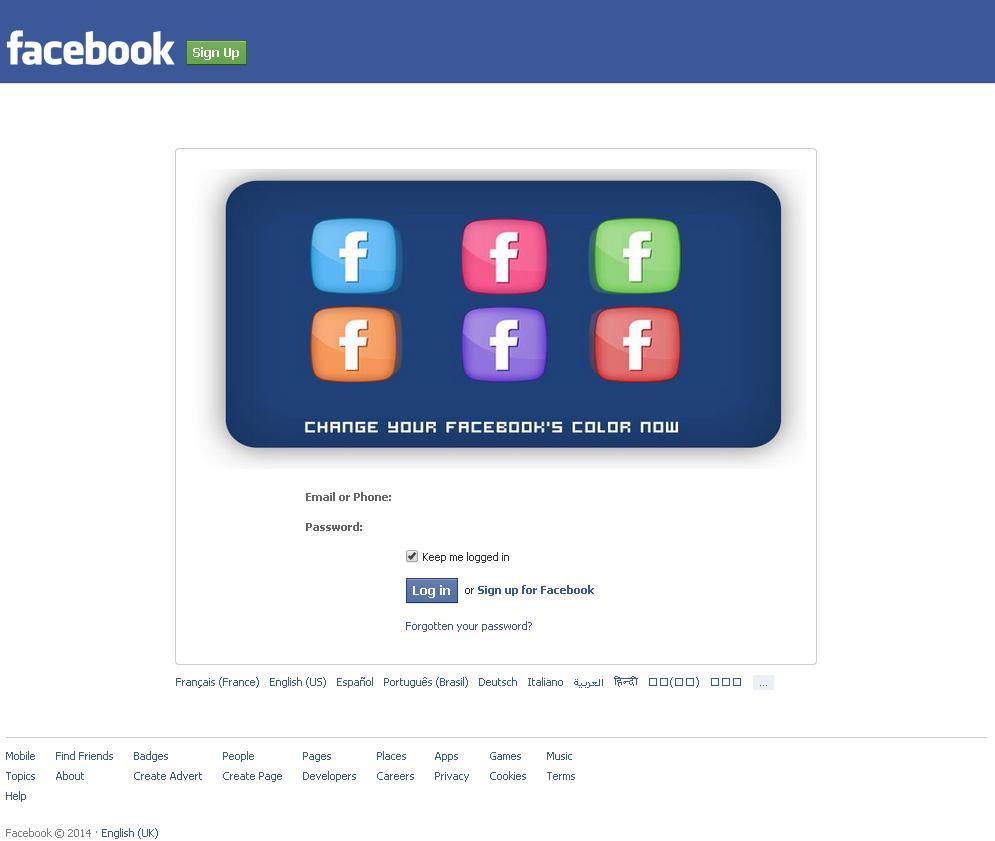 facebook Sign Up
f f f
f f f
CHANGE YOUR FACEBOOK'S COLOR NOW
Email or Phone:
Password:
Keep me logged in
Log in or Sign up for Facebook
Forgotten your password?
Français (France) English (US) Español Português (Brasil) Deutsch Italiano العربية हिन्दी □□(□□) □□□ ...
Mobile Find Friends Badges People Pages Places Apps Games Music
Topics About Create Advert Create Page Developers Careers Privacy Cookies Terms
Help
Facebook © 2014 · English (UK)